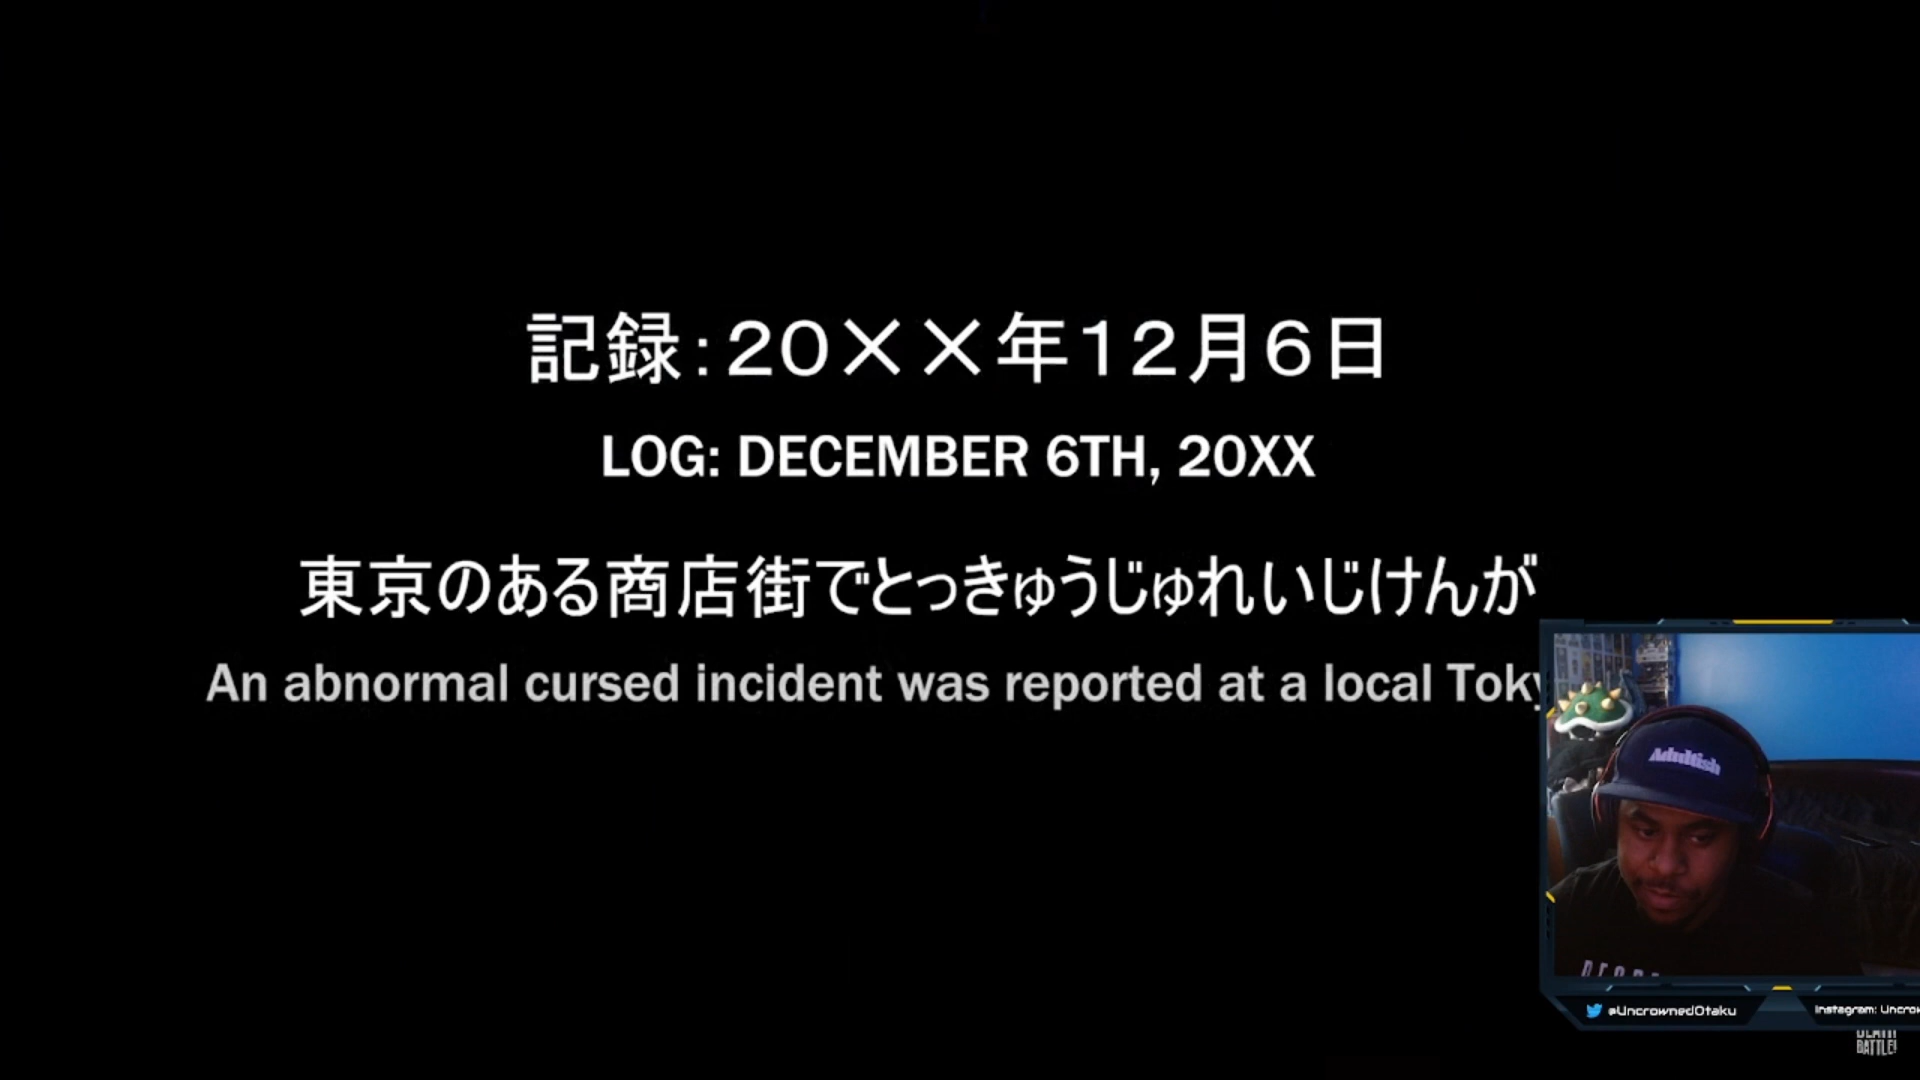 記録：２０××年１２月６日
LOG: DECEMBER 6TH, 20XX
東京のある商店街でとっきゅうじゅれいじけんが
An abnormal cursed incident was reported at a local
Adultish
@UncrownedOtaku
Instagram:
BATTLE!